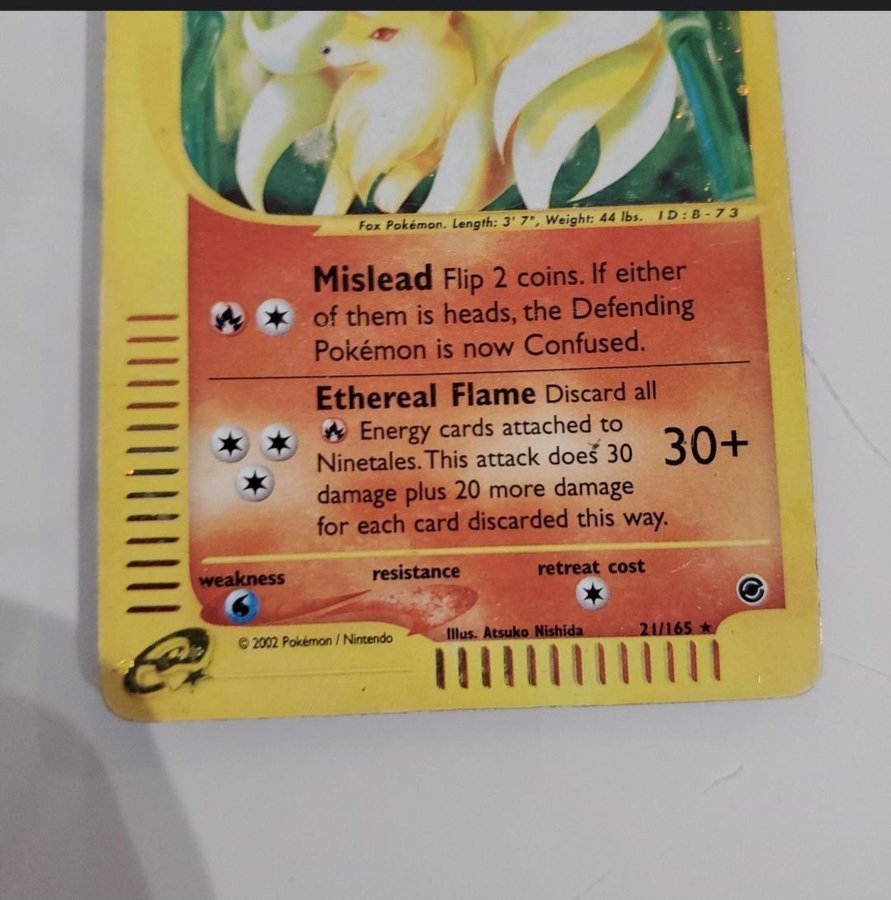 Fox Pokémon. Length: 3' 7", Weight: 44 lbs. ID:B-73
Mislead Flip 2 coins. If either
of them is heads, the Defending
Pokémon is now Confused.
Ethereal Flame Discard all
Energy cards attached to
Ninetales. This attack does 30
30+
damage plus 20 more damage
for each card discarded this way.
weakness resistance retreat cost
© 2002 Pokémon / Nintendo
Illus. Atsuko Nishida 21/165 ★